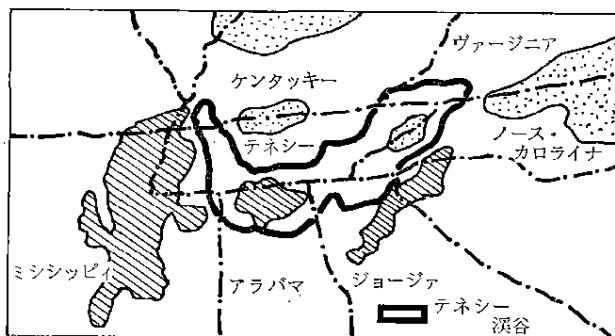 ヴァージニア
ケンタッキー
テネシー
ノース・
カロライナ
ミシシッピィ
アラバマ
ジョージァ
テネシー
渓谷